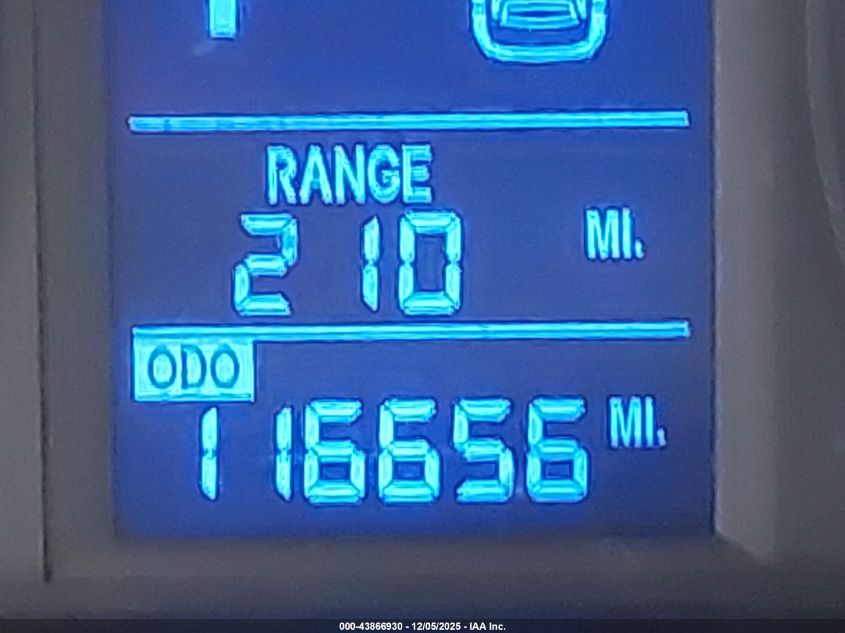 RANGE
210 MI.
ODO
116656 MI.
000-43866930 - 12/05/2025 - IAA Inc.